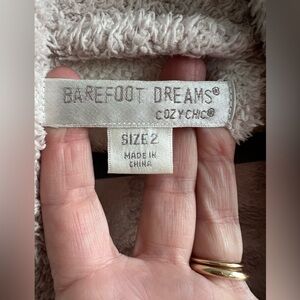 BAREFOOT DREAMS®
COZYCHIC®
SIZE 2
MADE IN
CHINA